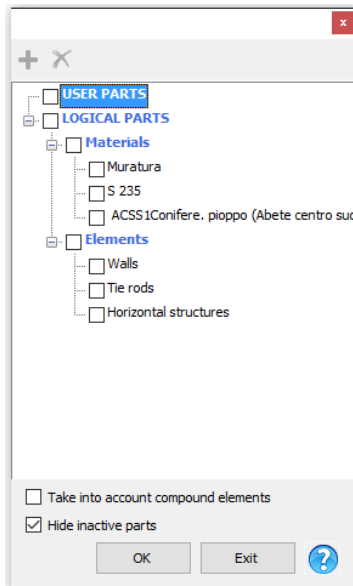 USER PARTS
LOGICAL PARTS
Materials
Muratura
S 235
ACSS1Conifere. pioppo (Abete centro suc
Elements
Walls
Tie rods
Horizontal structures
Take into account compound elements
Hide inactive parts
OK
Exit